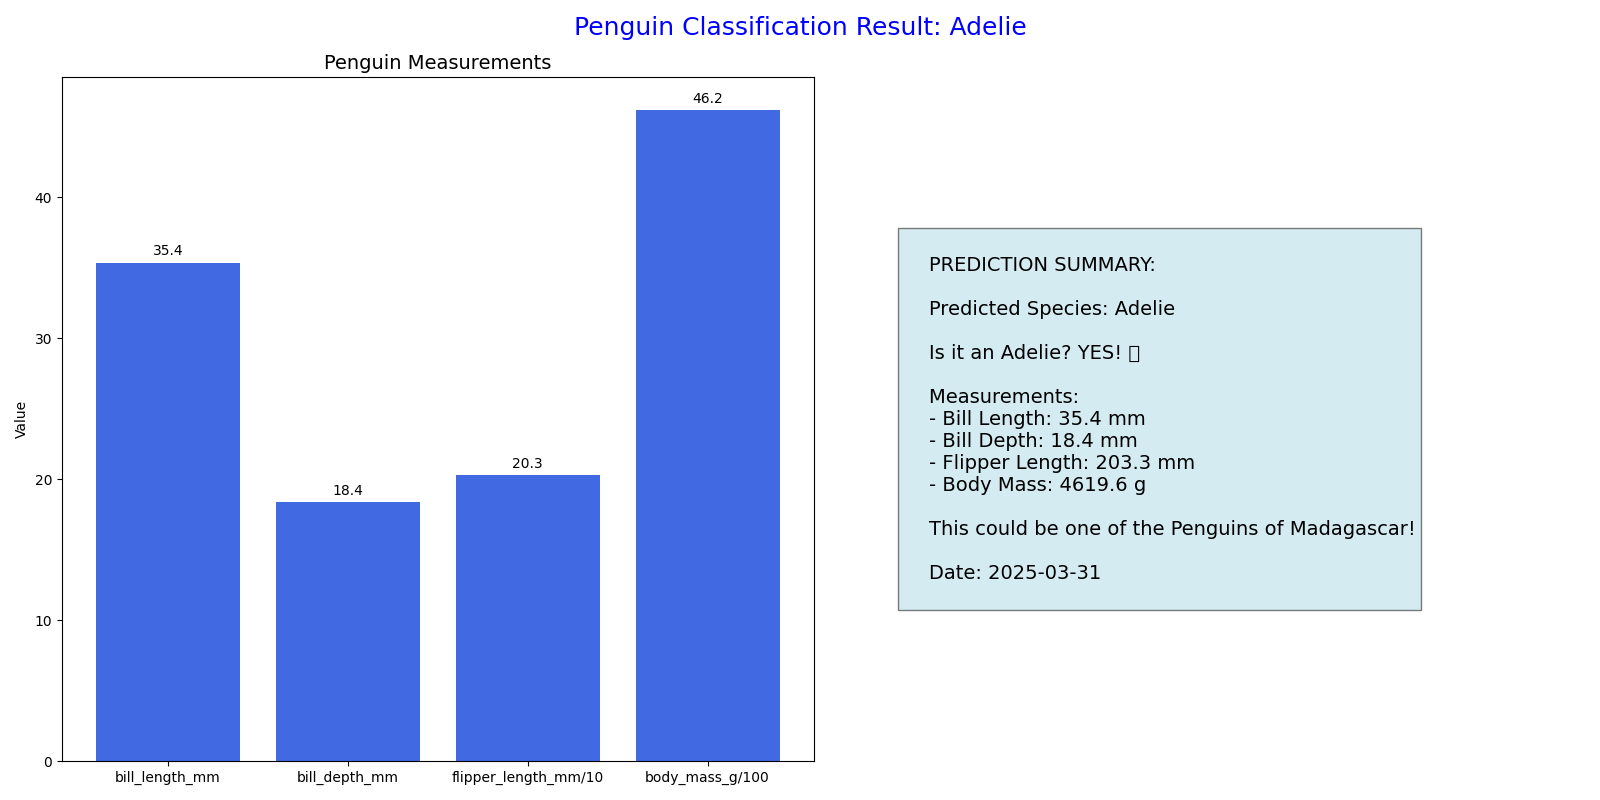 Penguin Classification Result: Adelie
Penguin Measurements
46.2
35.4
20.3
18.4
40
30
20
10
0
Value
bill_length_mm bill_depth_mm flipper_length_mm/10 body_mass_g/100
PREDICTION SUMMARY:
Predicted Species: Adelie
Is it an Adelie? YES! 
Measurements:
- Bill Length: 35.4 mm
- Bill Depth: 18.4 mm
- Flipper Length: 203.3 mm
- Body Mass: 4619.6 g
This could be one of the Penguins of Madagascar!
Date: 2025-03-31